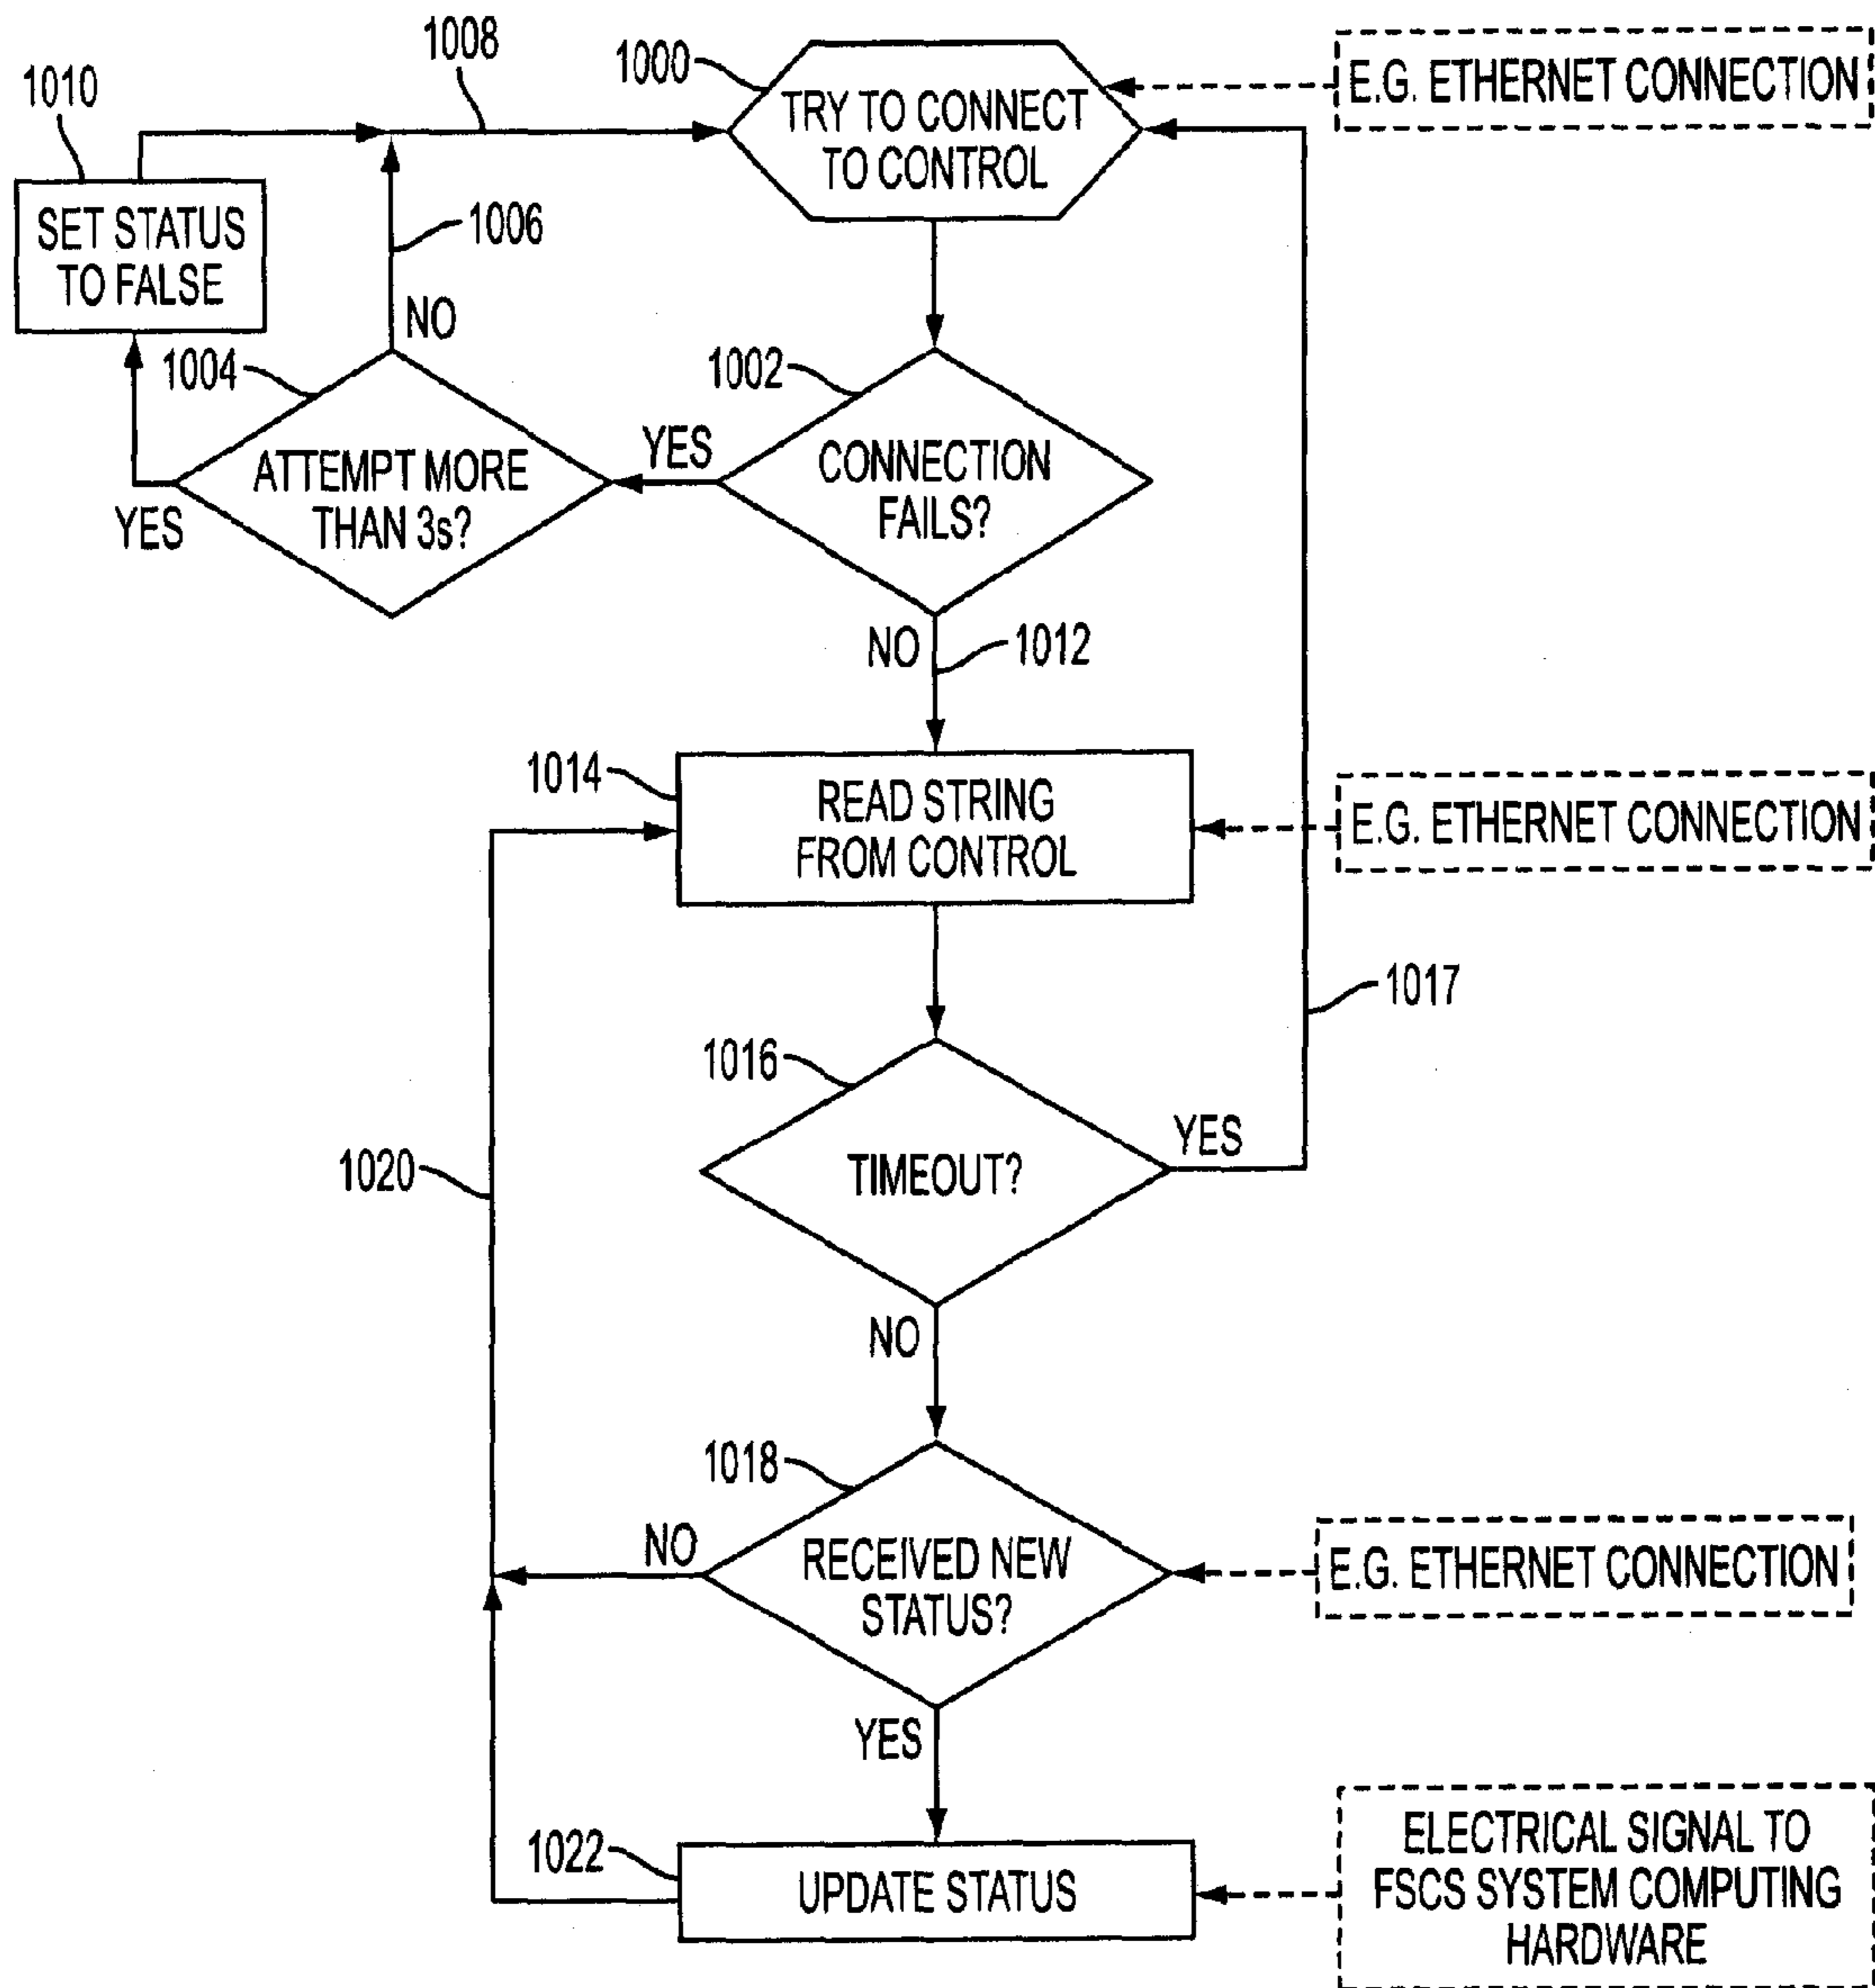 1008
1000
E.G. ETHERNET CONNECTION
1010
TRY TO CONNECT
TO CONTROL
SET STATUS
TO FALSE
1006
NO
1004
1002
YES
CONNECTION
FAILS?
ATTEMPT MORE
THAN 3s?
YES
NO
1012
1014
READ STRING
FROM CONTROL
E.G. ETHERNET CONNECTION
1017
1016
YES
TIMEOUT?
1020
NO
1018
NO
RECEIVED NEW
STATUS?
E.G. ETHERNET CONNECTION
YES
1022
UPDATE STATUS
ELECTRICAL SIGNAL TO
FSCS SYSTEM COMPUTING
HARDWARE